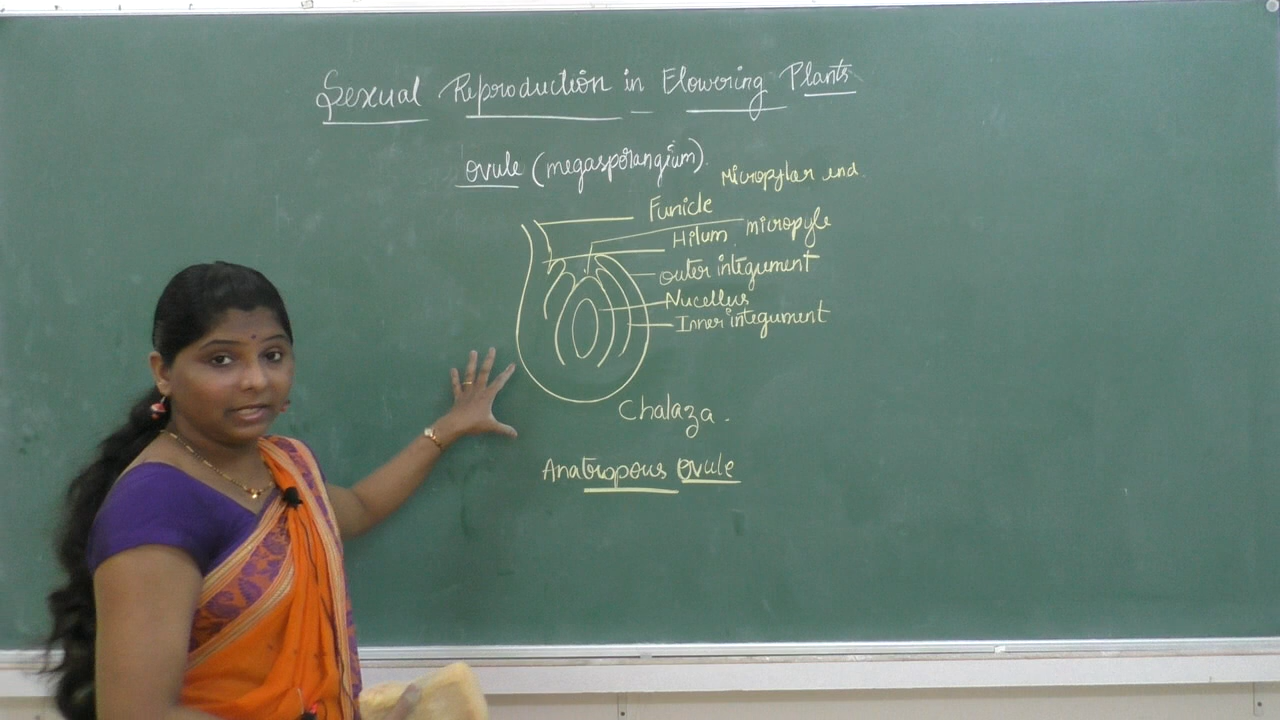 Sexual Reproduction in Flowering Plants
Ovule (megasporangium).
Micropylar end.
Funicle
micropyle
Hilum
outer integument
Nucellus
Inner integument
Chalaza.
Anatropous Ovule